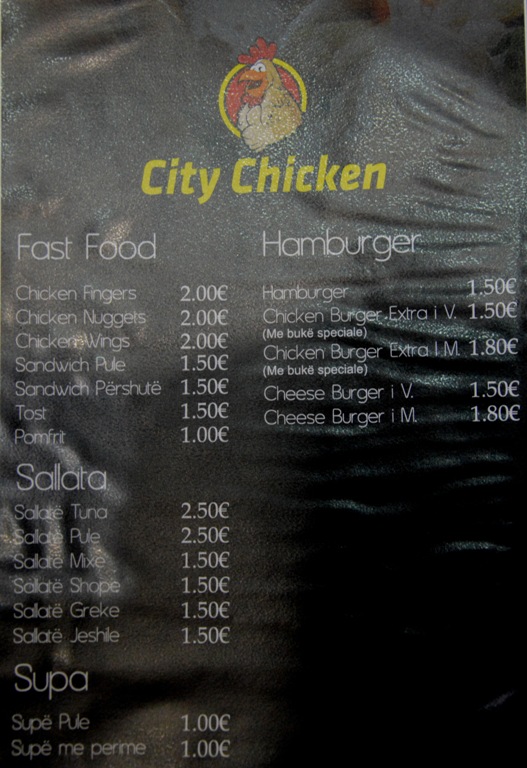 City Chicken
Fast Food
Chicken Fingers 2.00€
Chicken Nuggets 2.00€
Chicken Wings 2.00€
Sandwich Pule 1.50€
Sandwich Përshutë 1.50€
Tost 1.50€
Pomfrit 1.00€
Sallata
Sallatë Tuna 2.50€
Sallatë Pule 2.50€
Sallatë Mixe 1.50€
Sallatë Shope 1.50€
Sallatë Greke 1.50€
Sallatë Jeshile 1.50€
Supa
Supë Pule 1.00€
Supë me perime 1.00€
Hamburger
Hamburger 1.50€
Chicken Burger Extra i V. 1.50€
(Me bukë speciale)
Chicken Burger Extra I M. 1.80€
(Me bukë speciale)
Cheese Burger i V. 1.50€
Cheese Burger i M. 1.80€